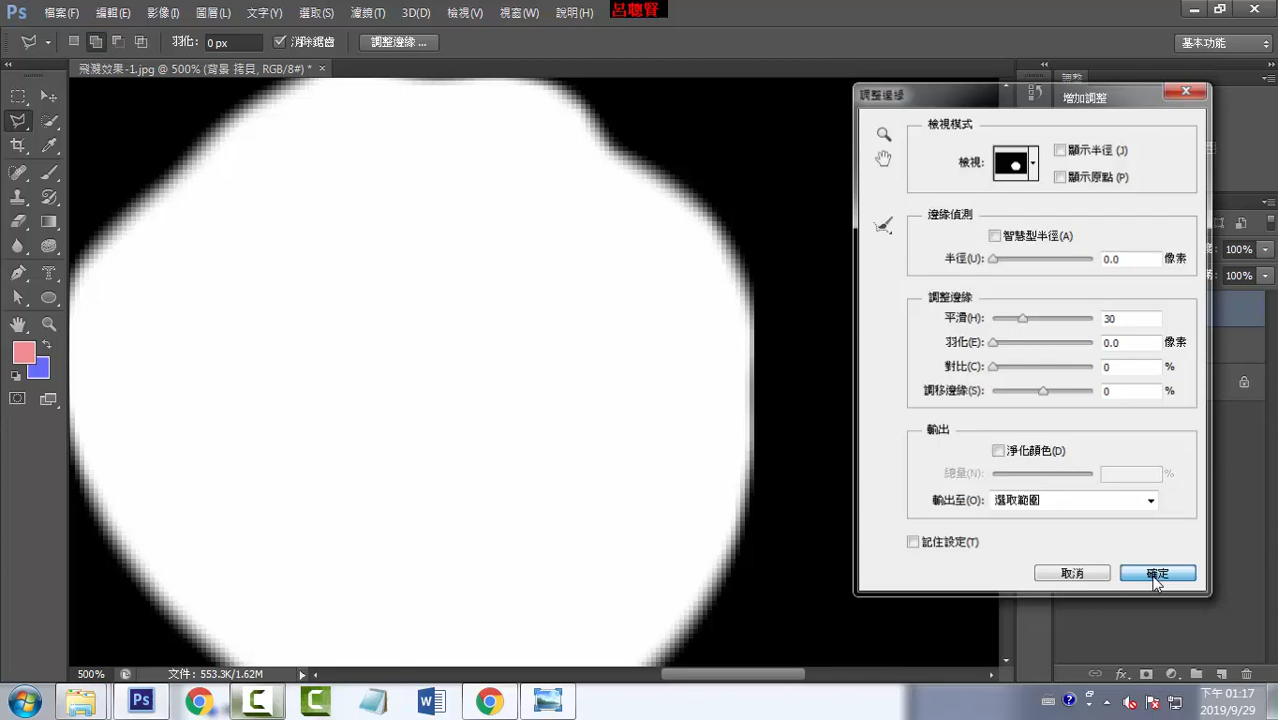 Ps 檔案(F) 編輯(E) 影像(I) 圖層(L) 文字(Y) 選取(S) 濾鏡(T) 3D(D) 檢視(V) 視窗(W) 說明(H) 呂聰賢
羽化: 0 px 消除鋸齒 調整邊緣 ... 基本功能
飛濺效果-1.jpg @ 500% (背景 拷貝, RGB/8#) * × 調整
調整邊緣 增加調整
檢視模式
檢視: 顯示半徑 (J)
顯示原點 (P)
邊緣偵測
智慧型半徑(A)
半徑(U): 0.0 像素
100%
100%
調整邊緣
平滑(H): 30
羽化(E): 0.0 像素
對比(C): 0 %
調移邊緣(S): 0 %
輸出
淨化顏色(D)
總量(N): %
輸出至(O): 選取範圍
記住設定(T)
取消 確定
500% 文件: 553.3K/1.62M
下午 01:17
2019/9/29